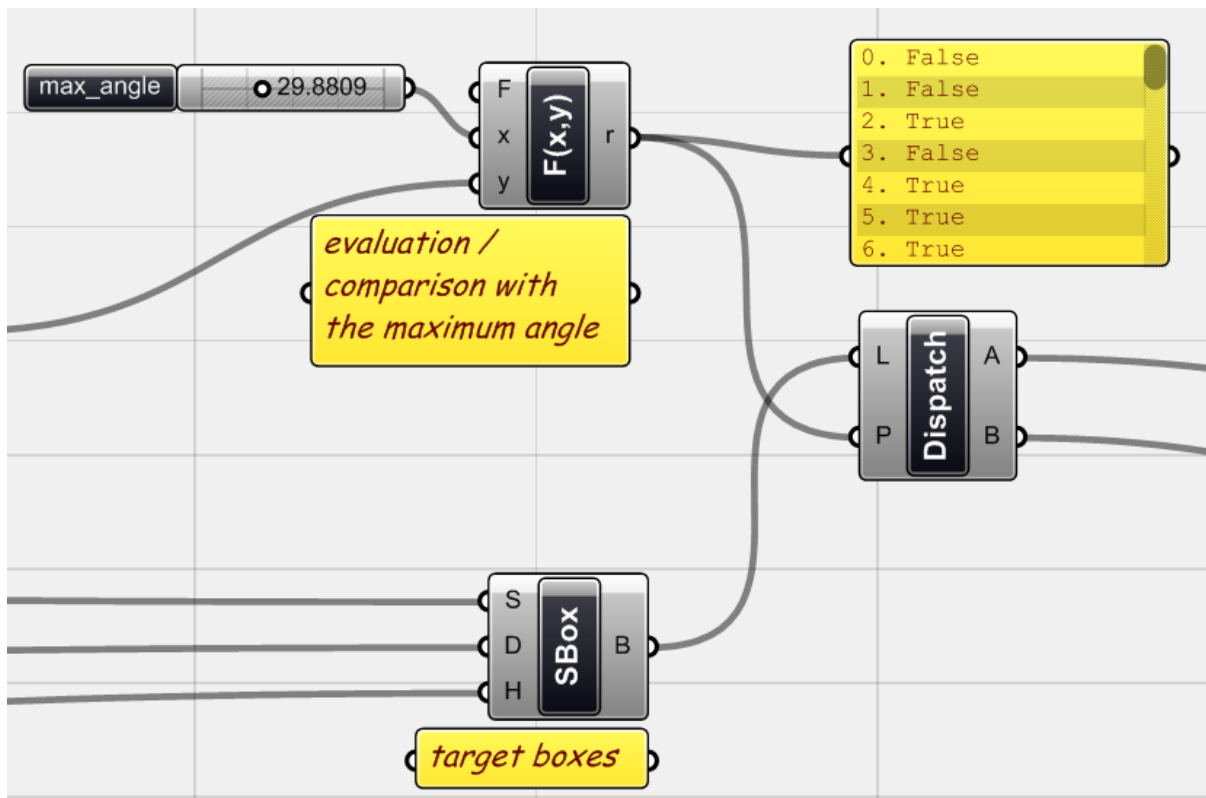 max_angle
29.8809
F
x
y
F(x,y)
r
0. False
1. False
2. True
3. False
4. True
5. True
6. True
evaluation /
comparison with
the maximum angle
L
P
Dispatch
A
B
S
D
H
SBox
B
target boxes